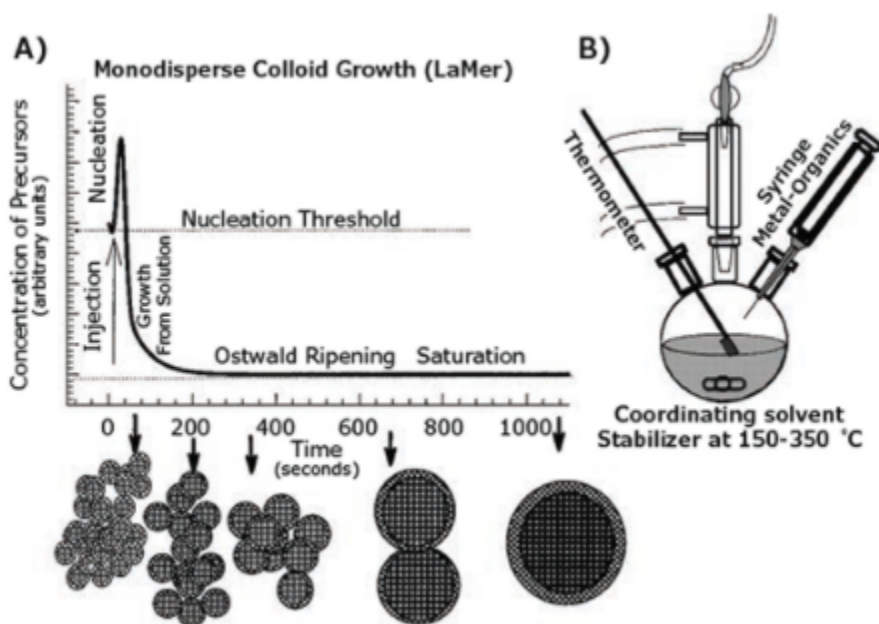 A)
Monodisperse Colloid Growth (LaMer)
Concentration of Precursors
(arbitrary units)
Nucleation
Injection
Nucleation Threshold
Growth
From Solution
Ostwald Ripening
Saturation
0 200 400 600 800 1000
Time
(seconds)
B)
Thermometer
Syringe
Metal-Organics
Coordinating solvent
Stabilizer at 150-350 °C